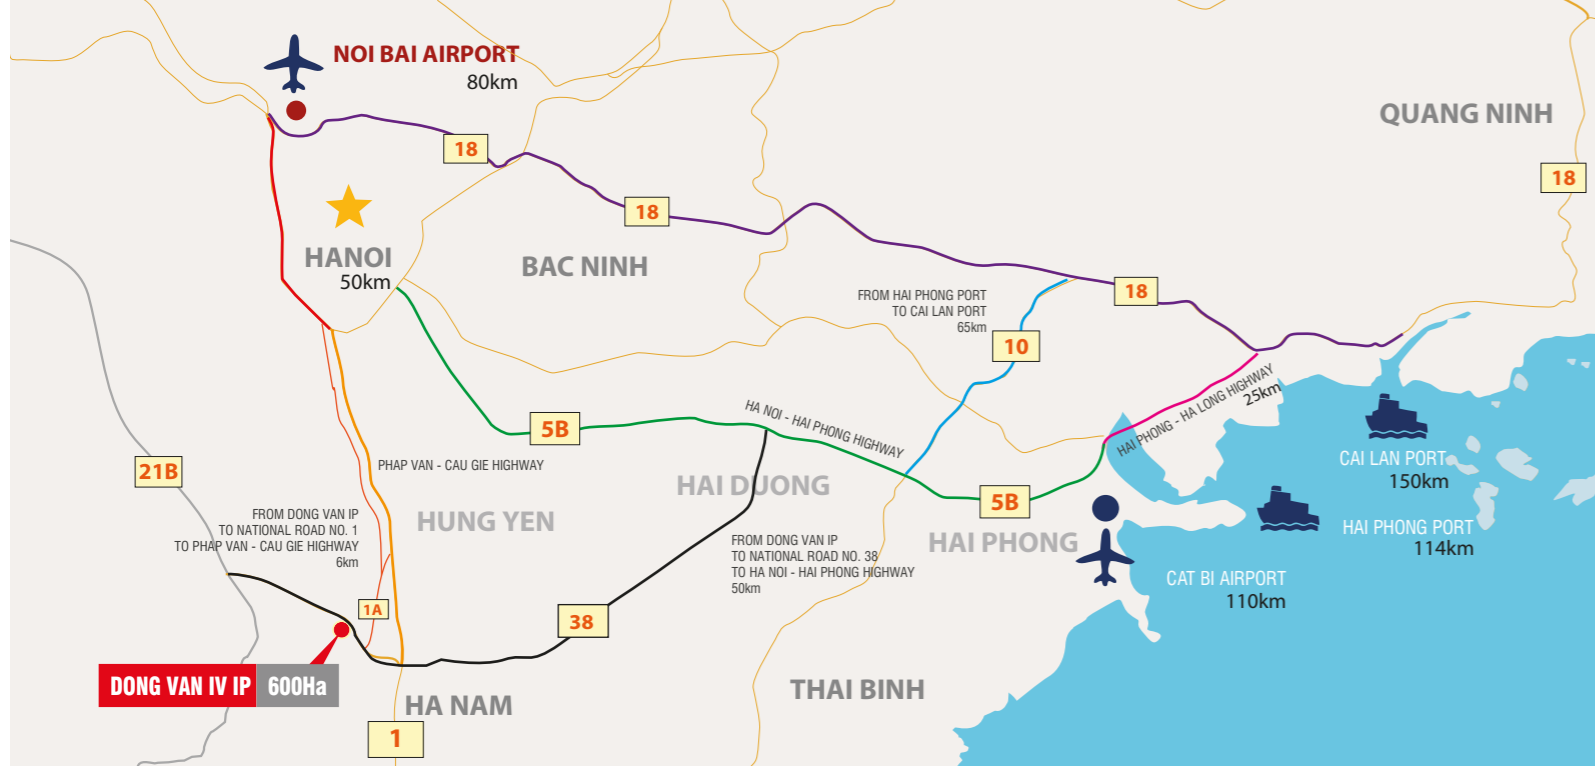 NOI BAI AIRPORT
80km
QUANG NINH
18
18
18
HANOI
50km
BAC NINH
18
FROM HAI PHONG PORT
TO CAI LAN PORT
65km
10
HAI PHONG - HA LONG HIGHWAY
25km
HA NOI - HAI PHONG HIGHWAY
5B
PHAP VAN - CAU GIE HIGHWAY
21B
CAI LAN PORT
150km
HAI DUONG
5B
HUNG YEN
FROM DONG VAN IP
TO NATIONAL ROAD NO. 1
TO PHAP VAN - CAU GIE HIGHWAY
6km
HAI PHONG
HAI PHONG PORT
114km
FROM DONG VAN IP
TO NATIONAL ROAD NO. 38
TO HA NOI - HAI PHONG HIGHWAY
50km
CAT BI AIRPORT
110km
1A
38
DONG VAN IV IP 600Ha
HA NAM
THAI BINH
1